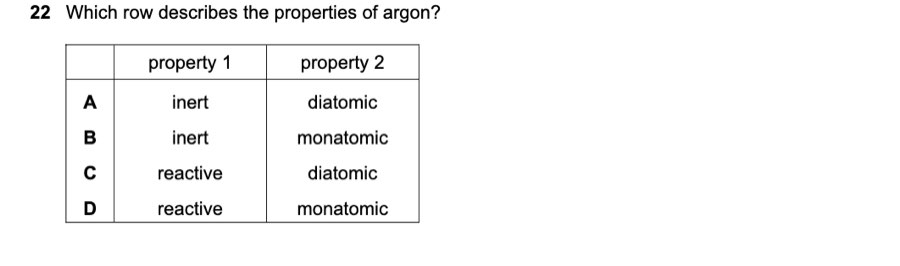 22 Which row describes the properties of argon?
property 1 property 2
A inert diatomic
B inert monatomic
C reactive diatomic
D reactive monatomic